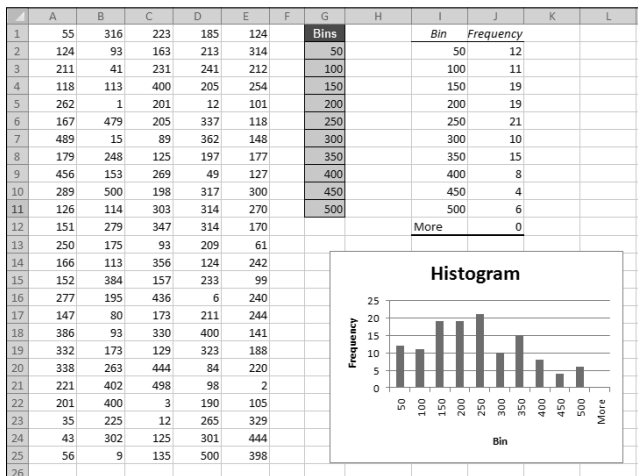 A B C D E F G H I J K L
1 55 316 223 185 124 Bins Bin Frequency
2 124 93 163 213 314 50 50 12
3 211 41 231 241 212 100 100 11
4 118 113 400 205 254 150 150 19
5 262 1 201 12 101 200 200 19
6 167 479 205 337 118 250 250 21
7 489 15 89 362 148 300 300 10
8 179 248 125 197 177 350 350 15
9 456 153 269 49 127 400 400 8
10 289 500 198 317 300 450 450 4
11 126 114 303 314 270 500 500 6
12 151 279 347 314 170 More 0
13 250 175 93 209 61
14 166 113 356 124 242
15 152 384 157 233 99
16 277 195 436 6 240
17 147 80 173 211 244
18 386 93 330 400 141
19 332 173 129 323 188
20 338 263 444 84 220
21 221 402 498 98 2
22 201 400 3 190 105
23 35 225 12 265 329
24 43 302 125 301 444
25 56 9 135 500 398
26
Histogram
Frequency
25
20
15
10
5
0
50 100 150 200 250 300 350 400 450 500 More
Bin